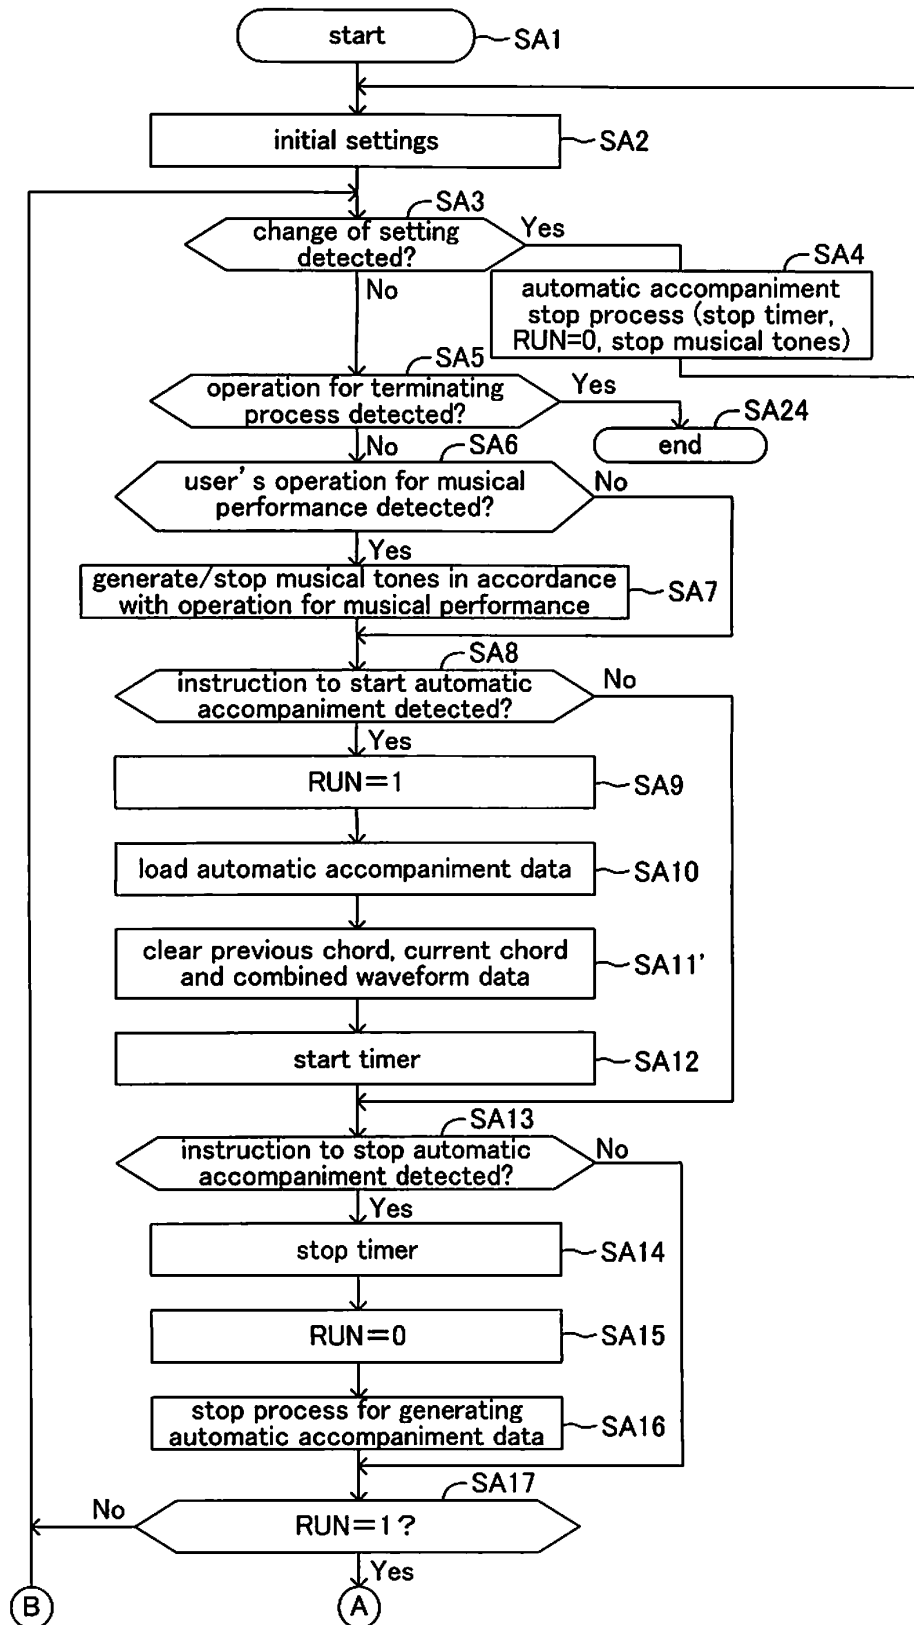 start
SA1
initial settings
SA2
SA3
change of setting
detected?
Yes
No
SA4
automatic accompaniment
stop process (stop timer,
RUN=0, stop musical tones)
SA5
operation for terminating
process detected?
Yes
No
SA24
end
SA6
user's operation for musical
performance detected?
No
Yes
generate/stop musical tones in accordance
with operation for musical performance
SA7
SA8
instruction to start automatic
accompaniment detected?
No
Yes
RUN=1
SA9
load automatic accompaniment data
SA10
clear previous chord, current chord
and combined waveform data
SA11'
start timer
SA12
SA13
instruction to stop automatic
accompaniment detected?
No
Yes
stop timer
SA14
RUN=0
SA15
stop process for generating
automatic accompaniment data
SA16
SA17
No
RUN=1?
Yes
B
A